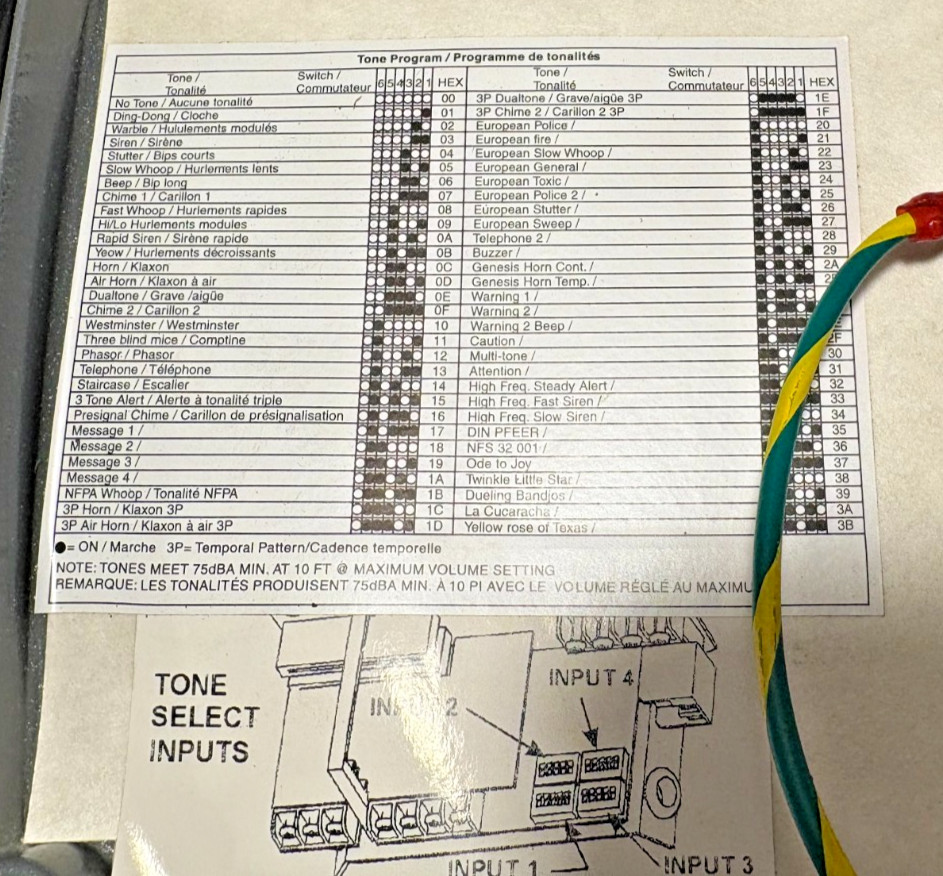 Tone Program / Programme de tonalités
Tone / Tonalité Switch / Commutateur 6 5 4 3 2 1 HEX Tone / Tonalité Switch / Commutateur 6 5 4 3 2 1 HEX
No Tone / Aucune tonalité 00 3P Dualtone / Grave/aigüe 3P 1E
Ding-Dong / Cloche 01 3P Chime 2 / Carillon 2 3P 1F
Warble / Hululements modulés 02 European Police / 20
Siren / Sirène 03 European fire / 21
Stutter / Bips courts 04 European Slow Whoop / 22
Slow Whoop / Hurlements lents 05 European General / 23
Beep / Bip long 06 European Toxic / 24
Chime 1 / Carillon 1 07 European Police 2 / 25
Fast Whoop / Hurlements rapides 08 European Stutter / 26
Hi/Lo Hurlements modules 09 European Sweep / 27
Rapid Siren / Sirène rapide 0A Telephone 2 / 28
Yeow / Hurlements décroissants 0B Buzzer / 29
Horn / Klaxon 0C Genesis Horn Cont. / 2A
Air Horn / Klaxon à air 0D Genesis Horn Temp. /
Dualtone / Grave /aigüe 0E Warning 1 /
Chime 2 / Carillon 2 0F Warning 2 /
Westminster / Westminster 10 Warning 2 Beep /
Three blind mice / Comptine 11 Caution / 2F
Phasor / Phasor 12 Multi-tone / 30
Telephone / Téléphone 13 Attention / 31
Staircase / Escalier 14 High Freq. Steady Alert / 32
3 Tone Alert / Alerte à tonalité triple 15 High Freq. Fast Siren / 33
Presignal Chime / Carillon de présignalisation 16 High Freq. Slow Siren / 34
Message 1 / 17 DIN PFEER / 35
Message 2 / 18 NFS 32 001 / 36
Message 3 / 19 Ode to Joy 37
Message 4 / 1A Twinkle Little Star / 38
NFPA Whoop / Tonalité NFPA 1B Dueling Bandjos / 39
3P Horn / Klaxon 3P 1C La Cucaracha / 3A
3P Air Horn / Klaxon à air 3P 1D Yellow rose of Texas / 3B
●= ON / Marche 3P= Temporal Pattern/Cadence temporelle
NOTE: TONES MEET 75dBA MIN. AT 10 FT @ MAXIMUM VOLUME SETTING
REMARQUE: LES TONALITÉS PRODUISENT 75dBA MIN. À 10 PI AVEC LE VOLUME RÉGLÉ AU MAXIMU
TONE
SELECT
INPUTS
INPUT 4
INPUT 2
INPUT 1
INPUT 3